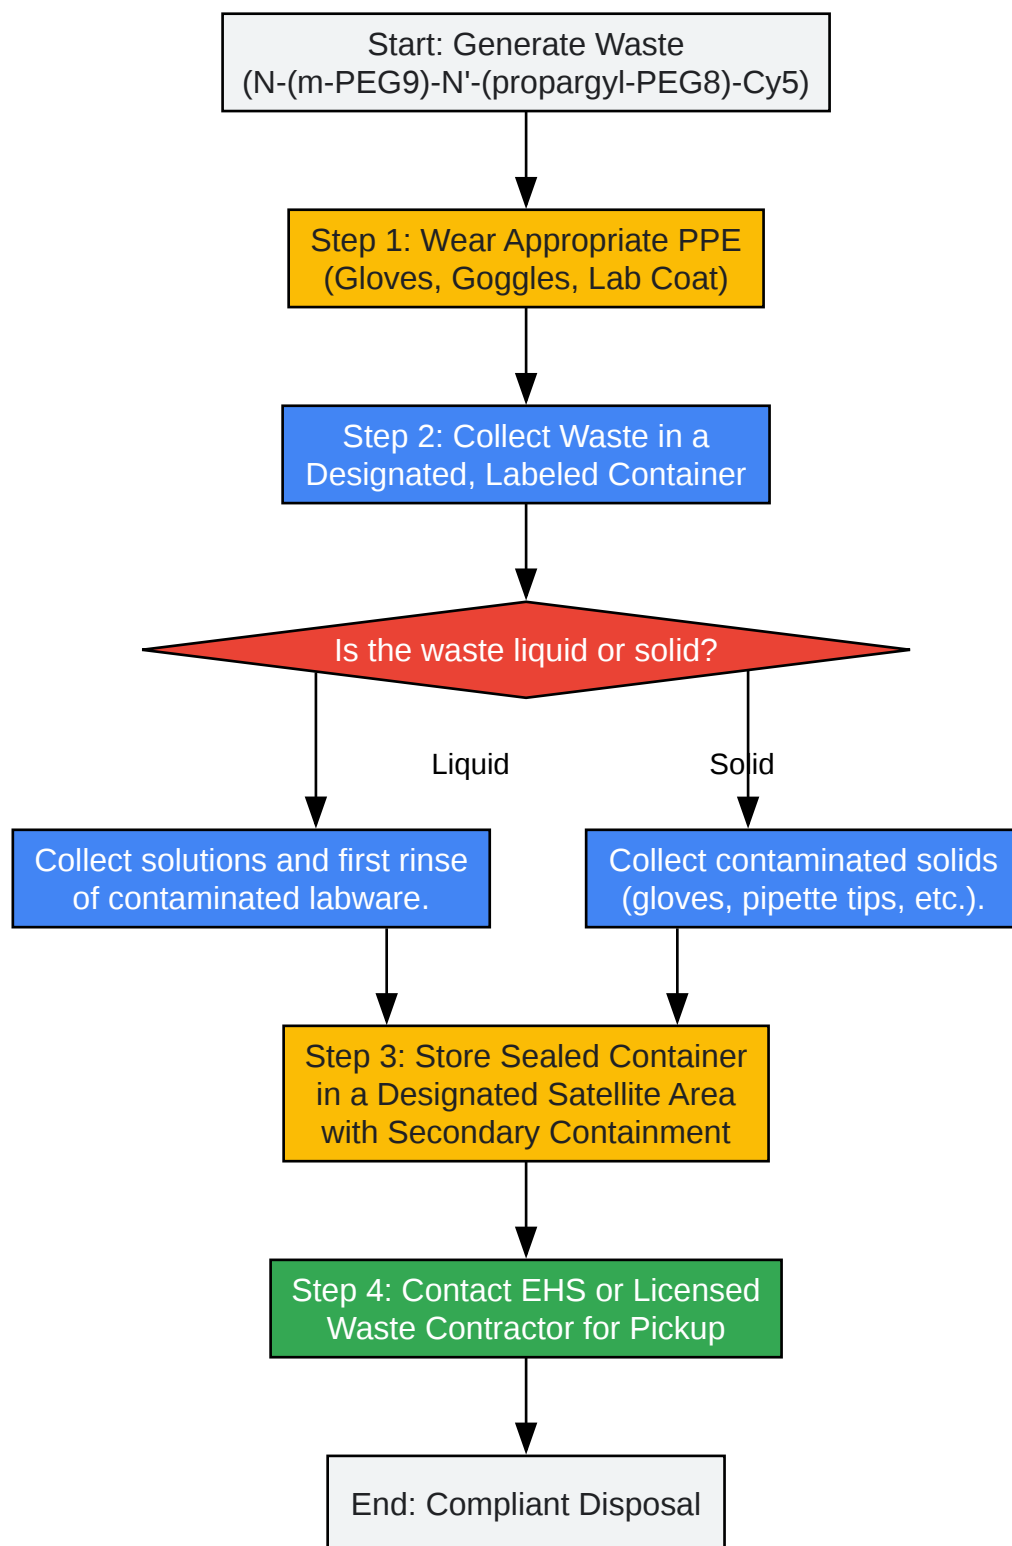 Start: Generate Waste
(N-(m-PEG9)-N'-(propargyl-PEG8)-Cy5)
Step 1: Wear Appropriate PPE
(Gloves, Goggles, Lab Coat)
Step 2: Collect Waste in a
Designated, Labeled Container
Is the waste liquid or solid?
Liquid
Solid
Collect solutions and first rinse
of contaminated labware.
Collect contaminated solids
(gloves, pipette tips, etc.).
Step 3: Store Sealed Container
in a Designated Satellite Area
with Secondary Containment
Step 4: Contact EHS or Licensed
Waste Contractor for Pickup
End: Compliant Disposal